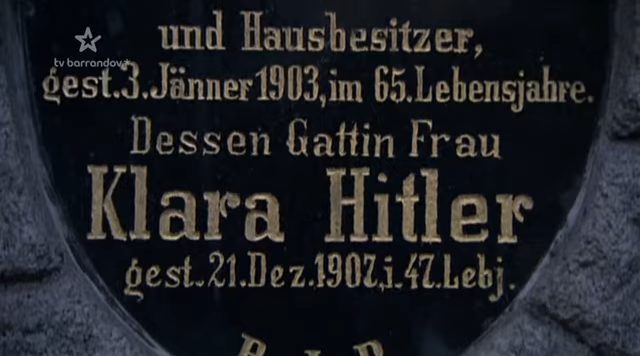 tv barrandov*
und Hausbesitzer,
gest. 3. Jänner 1903, im 65. Lebensjahre.
Dessen Gattin Frau
Klara Hitler
gest. 21. Dez. 1907, i. 47. Lebj.